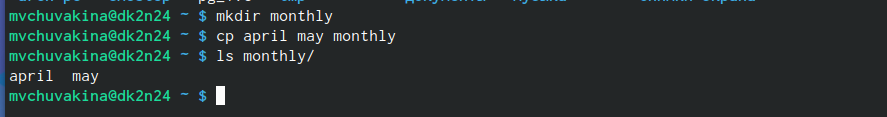 mvchuvakina@dk2n24 ~ $ mkdir monthly
mvchuvakina@dk2n24 ~ $ cp april may monthly
mvchuvakina@dk2n24 ~ $ ls monthly/
april  may
mvchuvakina@dk2n24 ~ $